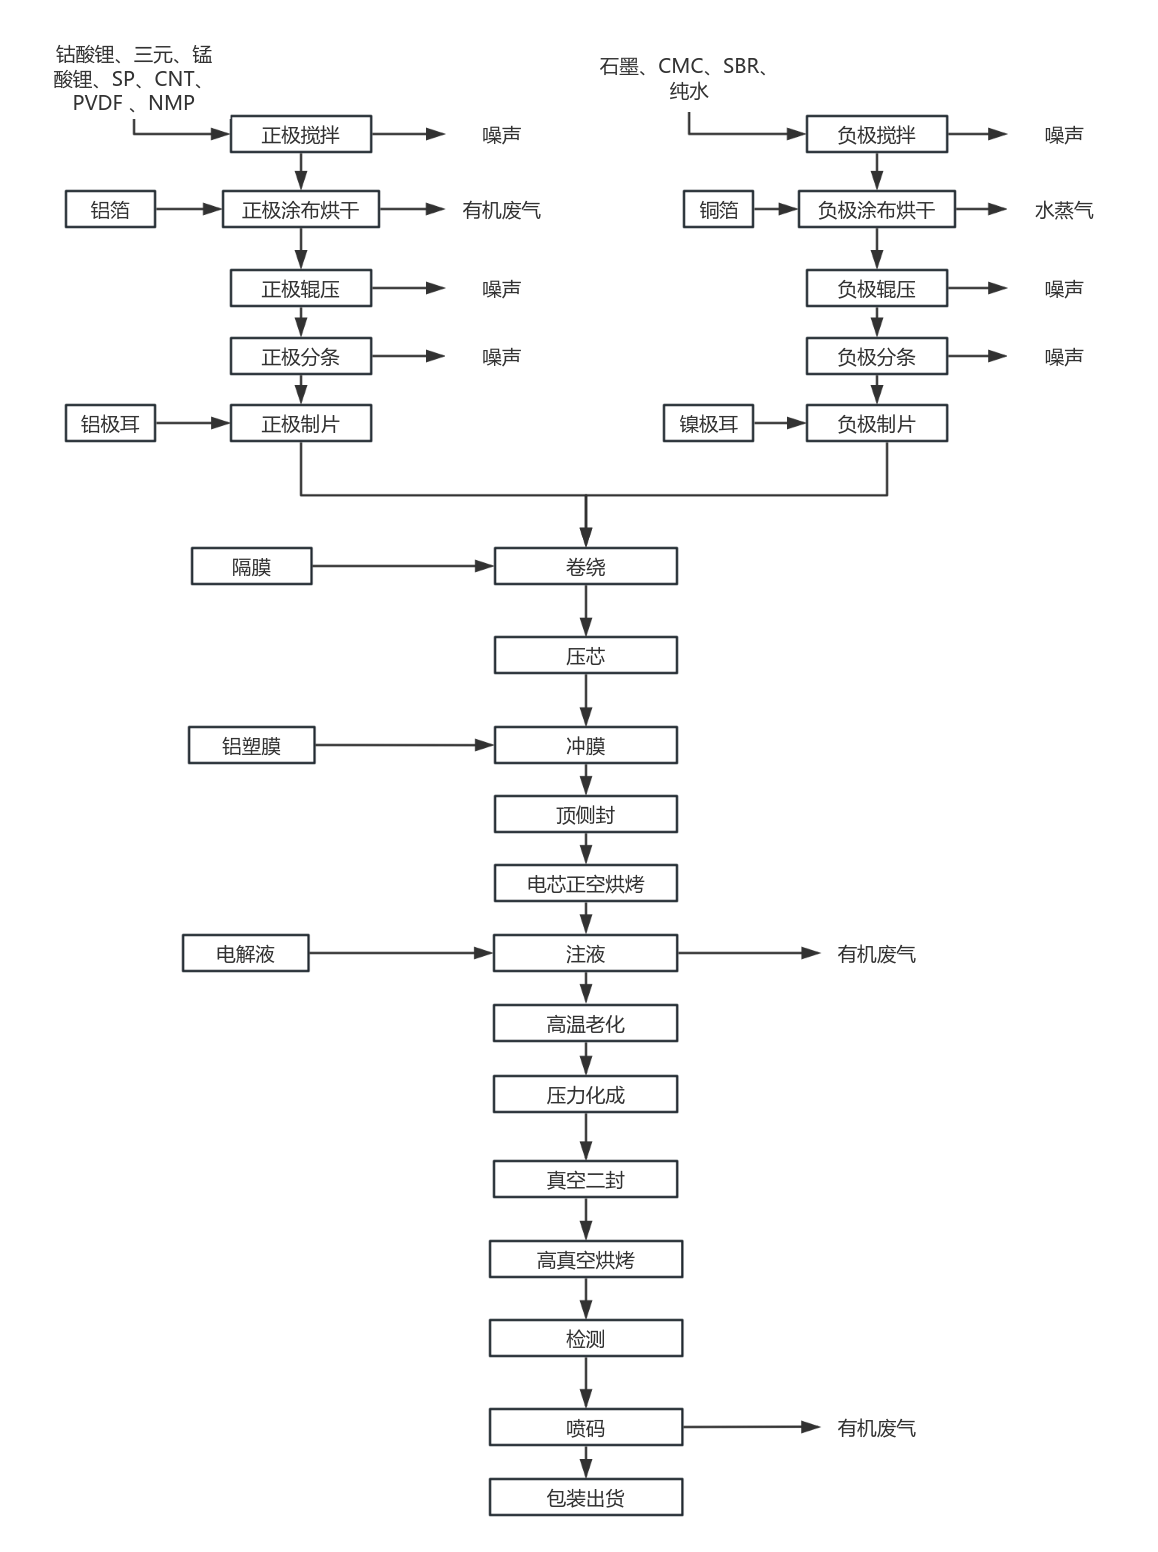 钴酸锂、三元、锰
酸锂、SP、CNT、
PVDF 、NMP
石墨、CMC、SBR、
纯水
正极搅拌
噪声
负极搅拌
噪声
铝箔
正极涂布烘干
有机废气
铜箔
负极涂布烘干
水蒸气
正极辊压
噪声
负极辊压
噪声
正极分条
噪声
负极分条
噪声
铝极耳
正极制片
镍极耳
负极制片
隔膜
卷绕
压芯
铝塑膜
冲膜
顶侧封
电芯正空烘烤
电解液
注液
有机废气
高温老化
压力化成
真空二封
高真空烘烤
检测
喷码
有机废气
包装出货